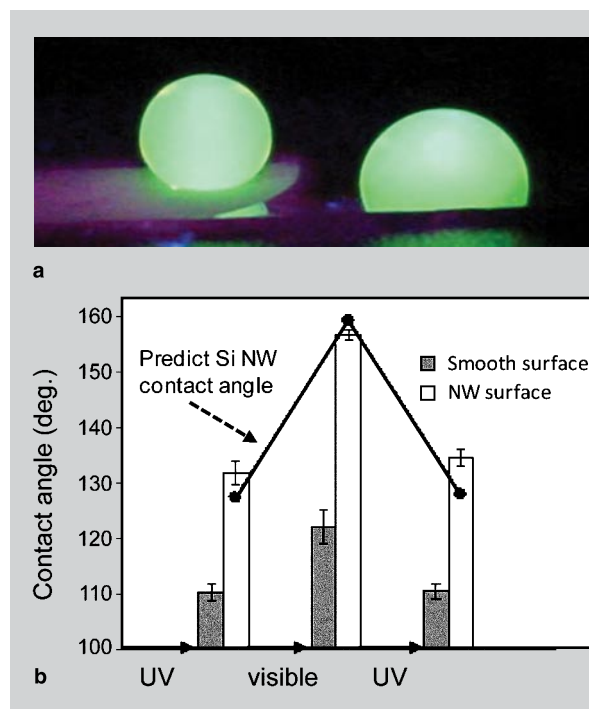 a
160
150
140
130
120
110
100
Contact angle (deg.)
Predict Si NW
contact angle
Smooth surface
NW surface
UV
visible
UV
b